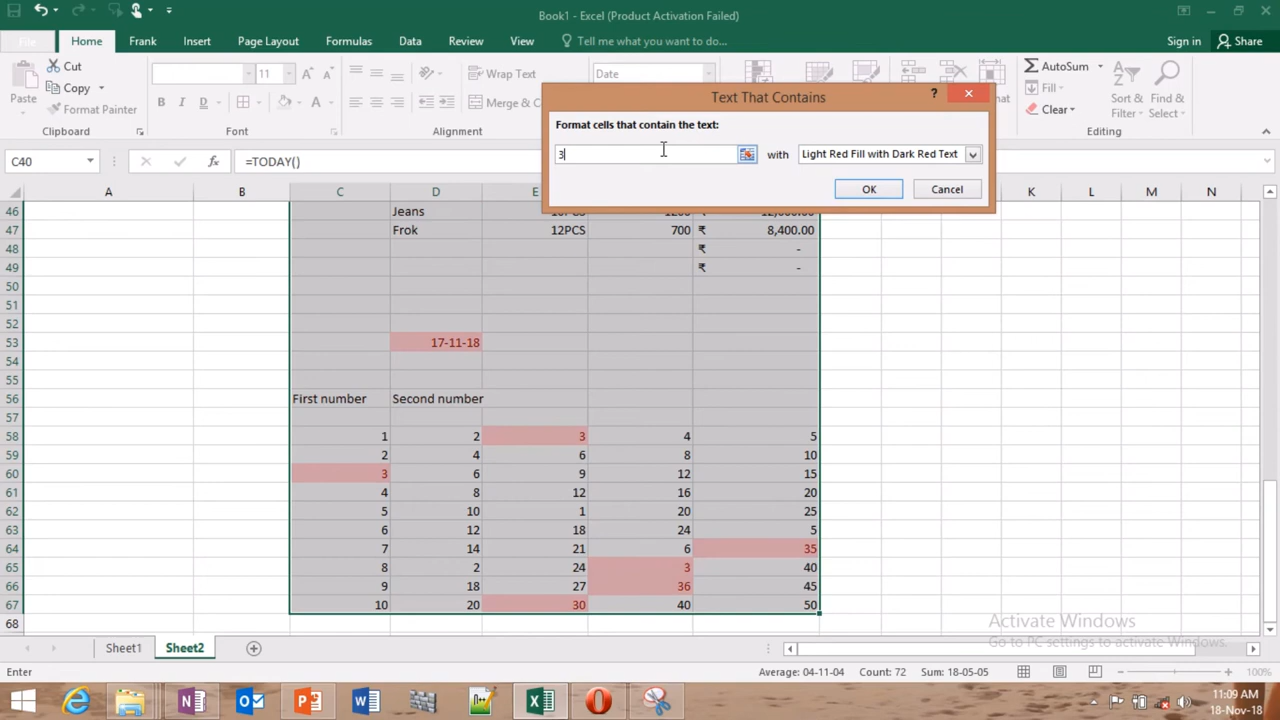 Book1 - Excel (Product Activation Failed)
File Home Frank Insert Page Layout Formulas Data Review View Tell me what you want to do... Sign in Share
Cut
Copy
Format Painter
Paste
Clipboard
11
Font
Wrap Text
Merge & C
Alignment
Date
AutoSum
Fill
Clear
Sort & Filter
Find & Select
Editing
Text That Contains
Format cells that contain the text:
3 with Light Red Fill with Dark Red Text
OK Cancel
C40 =TODAY()
A B C D E K L M N
46 Jeans
47 Frok 12PCS 700 ₹ 8,400.00
48 ₹ -
49 ₹ -
50
51
52
53 17-11-18
54
55
56 First number Second number
57
58 1 2 3 4 5
59 2 4 6 8 10
60 3 6 9 12 15
61 4 8 12 16 20
62 5 10 1 20 25
63 6 12 18 24 5
64 7 14 21 6 35
65 8 2 24 3 40
66 9 18 27 36 45
67 10 20 30 40 50
68
Activate Windows
Go to PC settings to activate Windows.
Sheet1 Sheet2
Enter Average: 04-11-04 Count: 72 Sum: 18-05-05 100%
11:09 AM
18-Nov-18